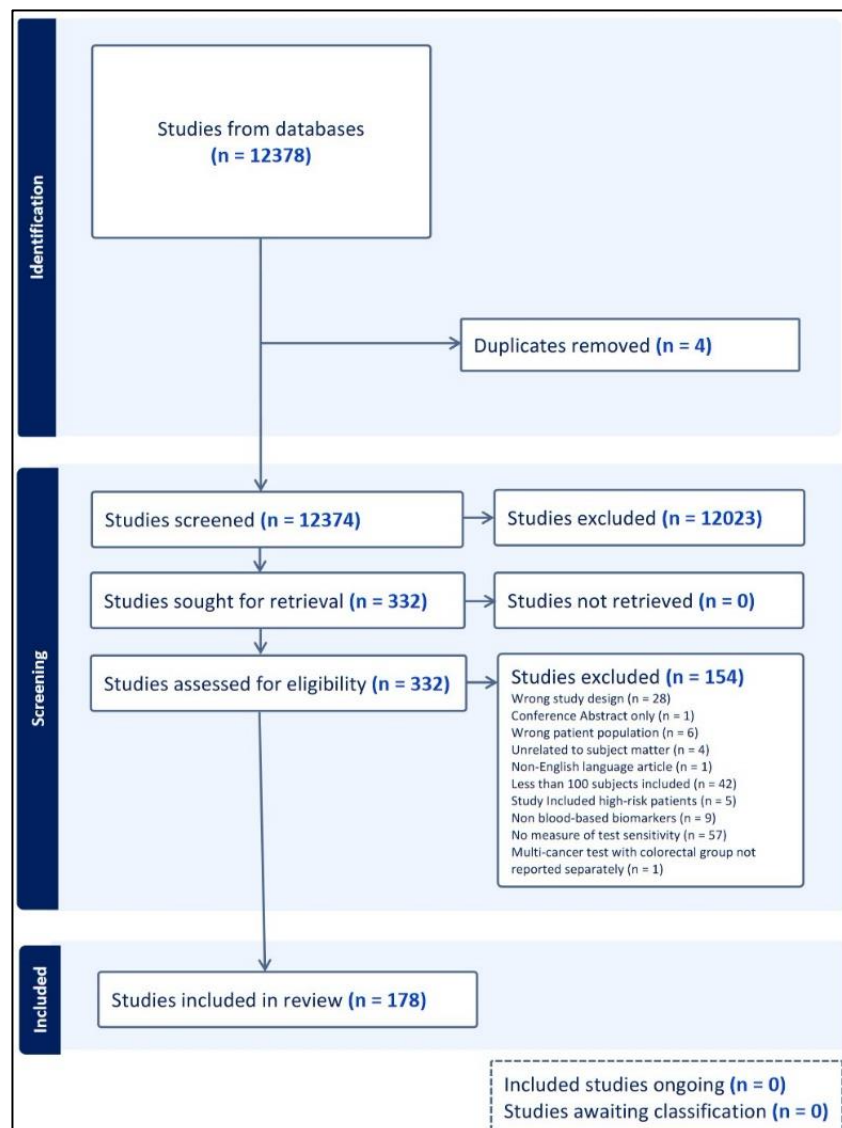 Identification
Studies from databases
(n = 12378)
Duplicates removed (n = 4)
Screening
Studies screened (n = 12374)
Studies excluded (n = 12023)
Studies sought for retrieval (n = 332)
Studies not retrieved (n = 0)
Studies assessed for eligibility (n = 332)
Studies excluded (n = 154)
Wrong study design (n = 28)
Conference Abstract only (n = 1)
Wrong patient population (n = 6)
Unrelated to subject matter (n = 4)
Non-English language article (n = 1)
Less than 100 subjects included (n = 42)
Study Included high-risk patients (n = 5)
Non blood-based biomarkers (n = 9)
No measure of test sensitivity (n = 57)
Multi-cancer test with colorectal group not
reported separately (n = 1)
Included
Studies included in review (n = 178)
Included studies ongoing (n = 0)
Studies awaiting classification (n = 0)